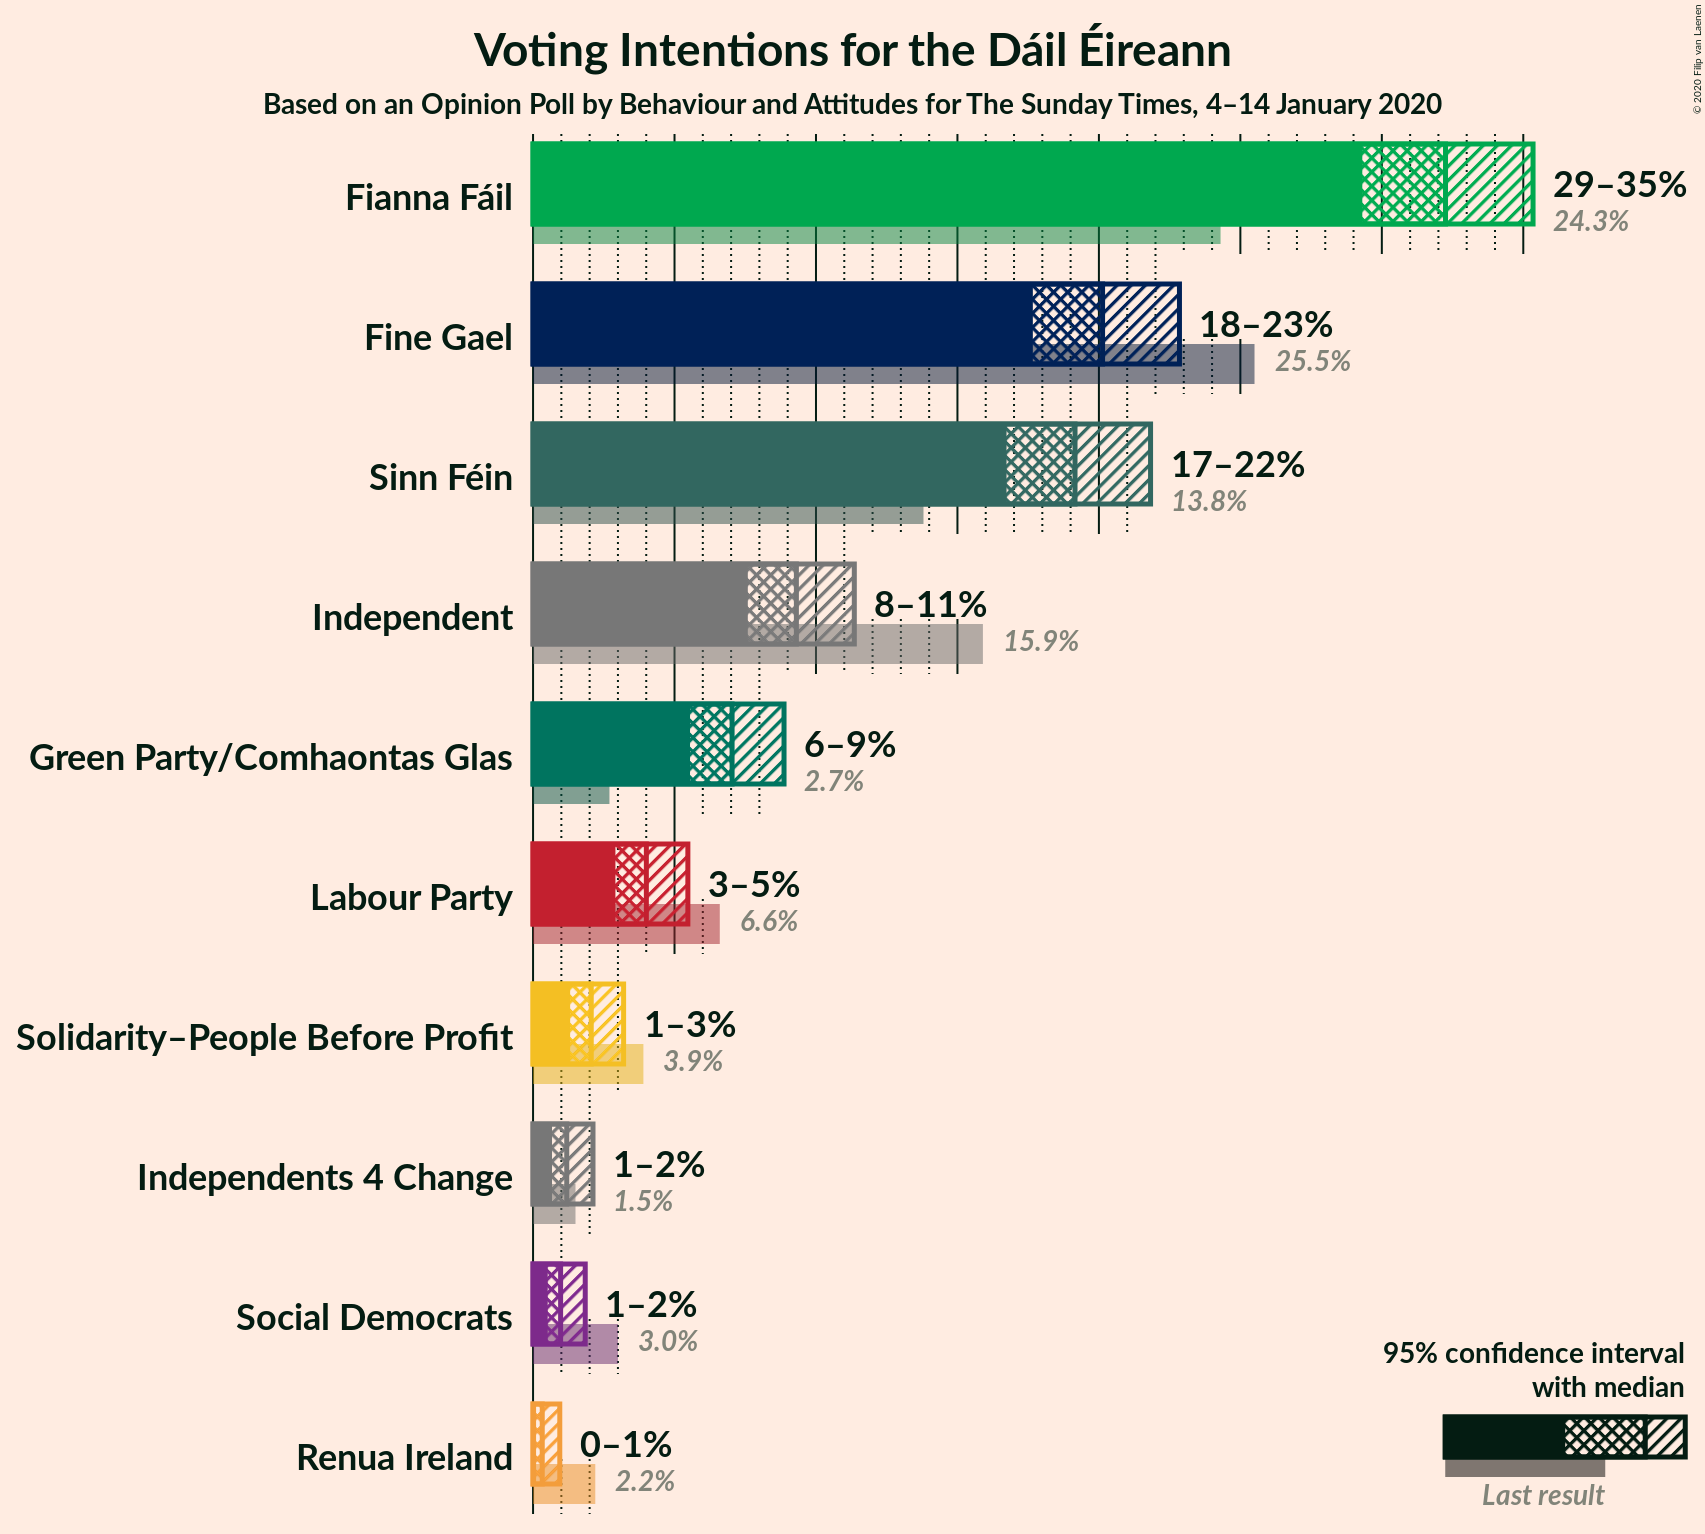 Voting Intentions for the Dáil Éireann
Based on an Opinion Poll by Behaviour and Attitudes for The Sunday Times, 4–14 January 2020
© 2020 Filip van Laenen
Fianna Fáil
29–35%
24.3%
Fine Gael
18–23%
25.5%
Sinn Féin
17–22%
13.8%
Independent
8–11%
15.9%
Green Party/Comhaontas Glas
6–9%
2.7%
Labour Party
3–5%
6.6%
Solidarity–People Before Profit
1–3%
3.9%
Independents 4 Change
1–2%
1.5%
Social Democrats
1–2%
3.0%
Renua Ireland
0–1%
2.2%
95% confidence interval
with median
Last result